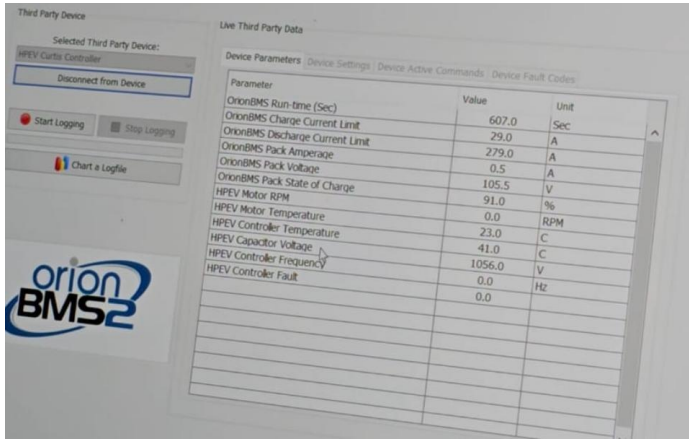 Third Party Device
Selected Third Party Device:
HPEV Curtis Controller
Disconnect from Device
Start Logging
Stop Logging
Chart a Logfile
orion
BMS2
Live Third Party Data
Device Parameters Device Settings Device Active Commands Device Fault Codes
Parameter Value Unit
OrionBMS Run-time (Sec) 607.0 Sec
OrionBMS Charge Current Limit 29.0 A
OrionBMS Discharge Current Limit 279.0 A
OrionBMS Pack Amperage 0.5 A
OrionBMS Pack Voltage 105.5 V
OrionBMS Pack State of Charge 91.0 %
HPEV Motor RPM 0.0 RPM
HPEV Motor Temperature 23.0 C
HPEV Controller Temperature 41.0 C
HPEV Capacitor Voltage 1056.0 V
HPEV Controller Frequency 0.0 Hz
HPEV Controller Fault 0.0